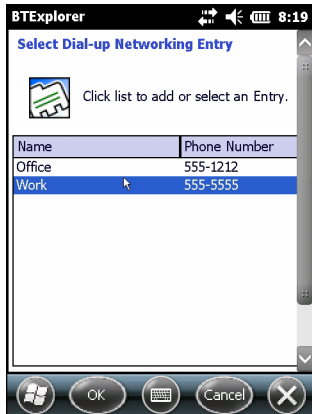 BTExplorer 8:19
Select Dial-up Networking Entry
Click list to add or select an Entry.
Name Phone Number
Office 555-1212
Work 555-5555
OK Cancel